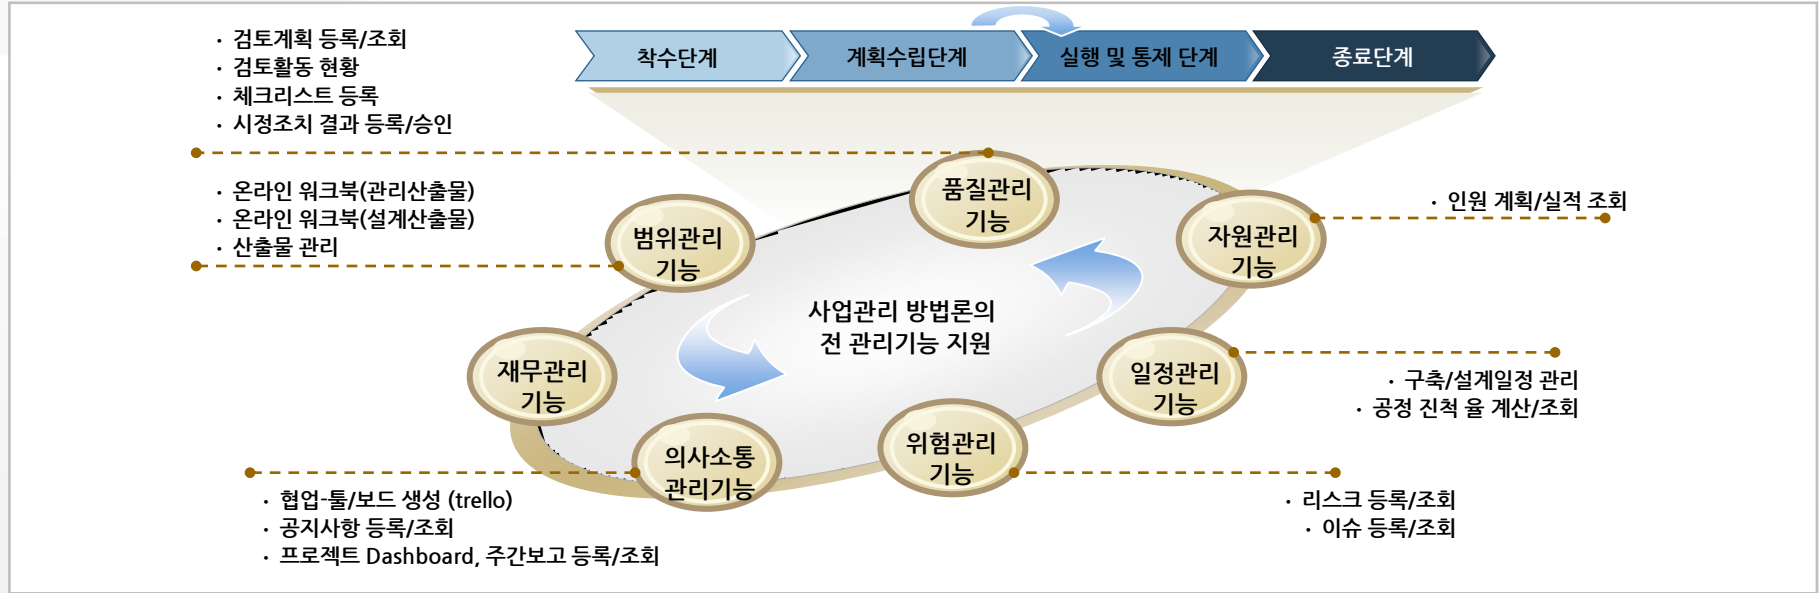 · 검토계획 등록/조회
· 검토활동 현황
· 체크리스트 등록
· 시정조치 결과 등록/승인
착수단계
계획수립단계
실행 및 통제 단계
종료단계
· 온라인 워크북(관리산출물)
· 온라인 워크북(설계산출물)
· 산출물 관리
범위관리
기능
품질관리
기능
자원관리
기능
· 인원 계획/실적 조회
사업관리 방법론의
전 관리기능 지원
재무관리
기능
일정관리
기능
· 구축/설계일정 관리
· 공정 진척 율 계산/조회
의사소통
관리기능
위험관리
기능
· 협업-툴/보드 생성 (trello)
· 공지사항 등록/조회
· 프로젝트 Dashboard, 주간보고 등록/조회
· 리스크 등록/조회
· 이슈 등록/조회